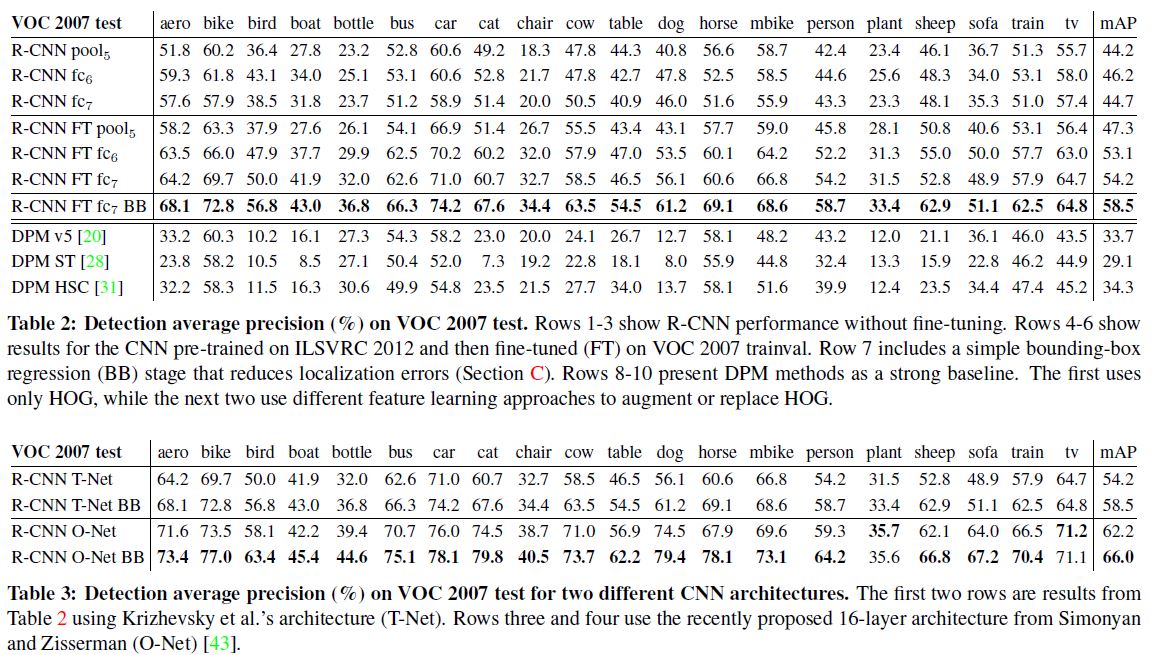 VOC 2007 test aero bike bird boat bottle bus car cat chair cow table dog horse mbike person plant sheep sofa train tv mAP
R-CNN pool5 51.8 60.2 36.4 27.8 23.2 52.8 60.6 49.2 18.3 47.8 44.3 40.8 56.6 58.7 42.4 23.4 46.1 36.7 51.3 55.7 44.2
R-CNN fc6 59.3 61.8 43.1 34.0 25.1 53.1 60.6 52.8 21.7 47.8 42.7 47.8 52.5 58.5 44.6 25.6 48.3 34.0 53.1 58.0 46.2
R-CNN fc7 57.6 57.9 38.5 31.8 23.7 51.2 58.9 51.4 20.0 50.5 40.9 46.0 51.6 55.9 43.3 23.3 48.1 35.3 51.0 57.4 44.7
R-CNN FT pool5 58.2 63.3 37.9 27.6 26.1 54.1 66.9 51.4 26.7 55.5 43.4 43.1 57.7 59.0 45.8 28.1 50.8 40.6 53.1 56.4 47.3
R-CNN FT fc6 63.5 66.0 47.9 37.7 29.9 62.5 70.2 60.2 32.0 57.9 47.0 53.5 60.1 64.2 52.2 31.3 55.0 50.0 57.7 63.0 53.1
R-CNN FT fc7 64.2 69.7 50.0 41.9 32.0 62.6 71.0 60.7 32.7 58.5 46.5 56.1 60.6 66.8 54.2 31.5 52.8 48.9 57.9 64.7 54.2
R-CNN FT fc7 BB 68.1 72.8 56.8 43.0 36.8 66.3 74.2 67.6 34.4 63.5 54.5 61.2 69.1 68.6 58.7 33.4 62.9 51.1 62.5 64.8 58.5
DPM v5 [20] 33.2 60.3 10.2 16.1 27.3 54.3 58.2 23.0 20.0 24.1 26.7 12.7 58.1 48.2 43.2 12.0 21.1 36.1 46.0 43.5 33.7
DPM ST [28] 23.8 58.2 10.5 8.5 27.1 50.4 52.0 7.3 19.2 22.8 18.1 8.0 55.9 44.8 32.4 13.3 15.9 22.8 46.2 44.9 29.1
DPM HSC [31] 32.2 58.3 11.5 16.3 30.6 49.9 54.8 23.5 21.5 27.7 34.0 13.7 58.1 51.6 39.9 12.4 23.5 34.4 47.4 45.2 34.3
Table 2: Detection average precision (%) on VOC 2007 test. Rows 1-3 show R-CNN performance without fine-tuning. Rows 4-6 show
results for the CNN pre-trained on ILSVRC 2012 and then fine-tuned (FT) on VOC 2007 trainval. Row 7 includes a simple bounding-box
regression (BB) stage that reduces localization errors (Section C). Rows 8-10 present DPM methods as a strong baseline. The first uses
only HOG, while the next two use different feature learning approaches to augment or replace HOG.
VOC 2007 test aero bike bird boat bottle bus car cat chair cow table dog horse mbike person plant sheep sofa train tv mAP
R-CNN T-Net 64.2 69.7 50.0 41.9 32.0 62.6 71.0 60.7 32.7 58.5 46.5 56.1 60.6 66.8 54.2 31.5 52.8 48.9 57.9 64.7 54.2
R-CNN T-Net BB 68.1 72.8 56.8 43.0 36.8 66.3 74.2 67.6 34.4 63.5 54.5 61.2 69.1 68.6 58.7 33.4 62.9 51.1 62.5 64.8 58.5
R-CNN O-Net 71.6 73.5 58.1 42.2 39.4 70.7 76.0 74.5 38.7 71.0 56.9 74.5 67.9 69.6 59.3 35.7 62.1 64.0 66.5 71.2 62.2
R-CNN O-Net BB 73.4 77.0 63.4 45.4 44.6 75.1 78.1 79.8 40.5 73.7 62.2 79.4 78.1 73.1 64.2 35.6 66.8 67.2 70.4 71.1 66.0
Table 3: Detection average precision (%) on VOC 2007 test for two different CNN architectures. The first two rows are results from
Table 2 using Krizhevsky et al.'s architecture (T-Net). Rows three and four use the recently proposed 16-layer architecture from Simonyan
and Zisserman (O-Net) [43].